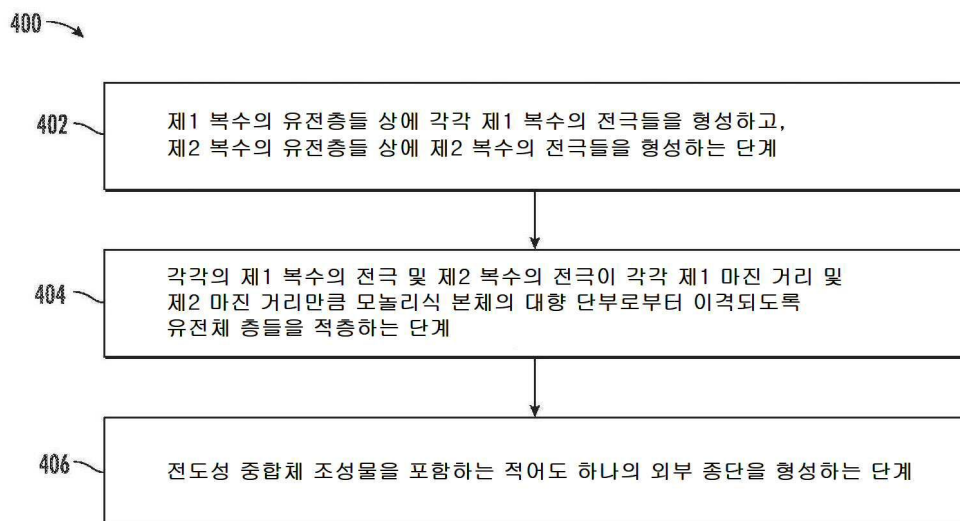 400
402
제1 복수의 유전층들 상에 각각 제1 복수의 전극들을 형성하고,
제2 복수의 유전층들 상에 제2 복수의 전극들을 형성하는 단계
404
각각의 제1 복수의 전극 및 제2 복수의 전극이 각각 제1 마진 거리 및
제2 마진 거리만큼 모놀리식 본체의 대향 단부로부터 이격되도록
유전체 층들을 적층하는 단계
406
전도성 중합체 조성물을 포함하는 적어도 하나의 외부 종단을 형성하는 단계